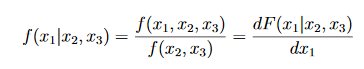 f(x₁|x₂, x₃) = f(x₁, x₂, x₃) / f(x₂, x₃) = dF(x₁|x₂, x₃) / dx₁